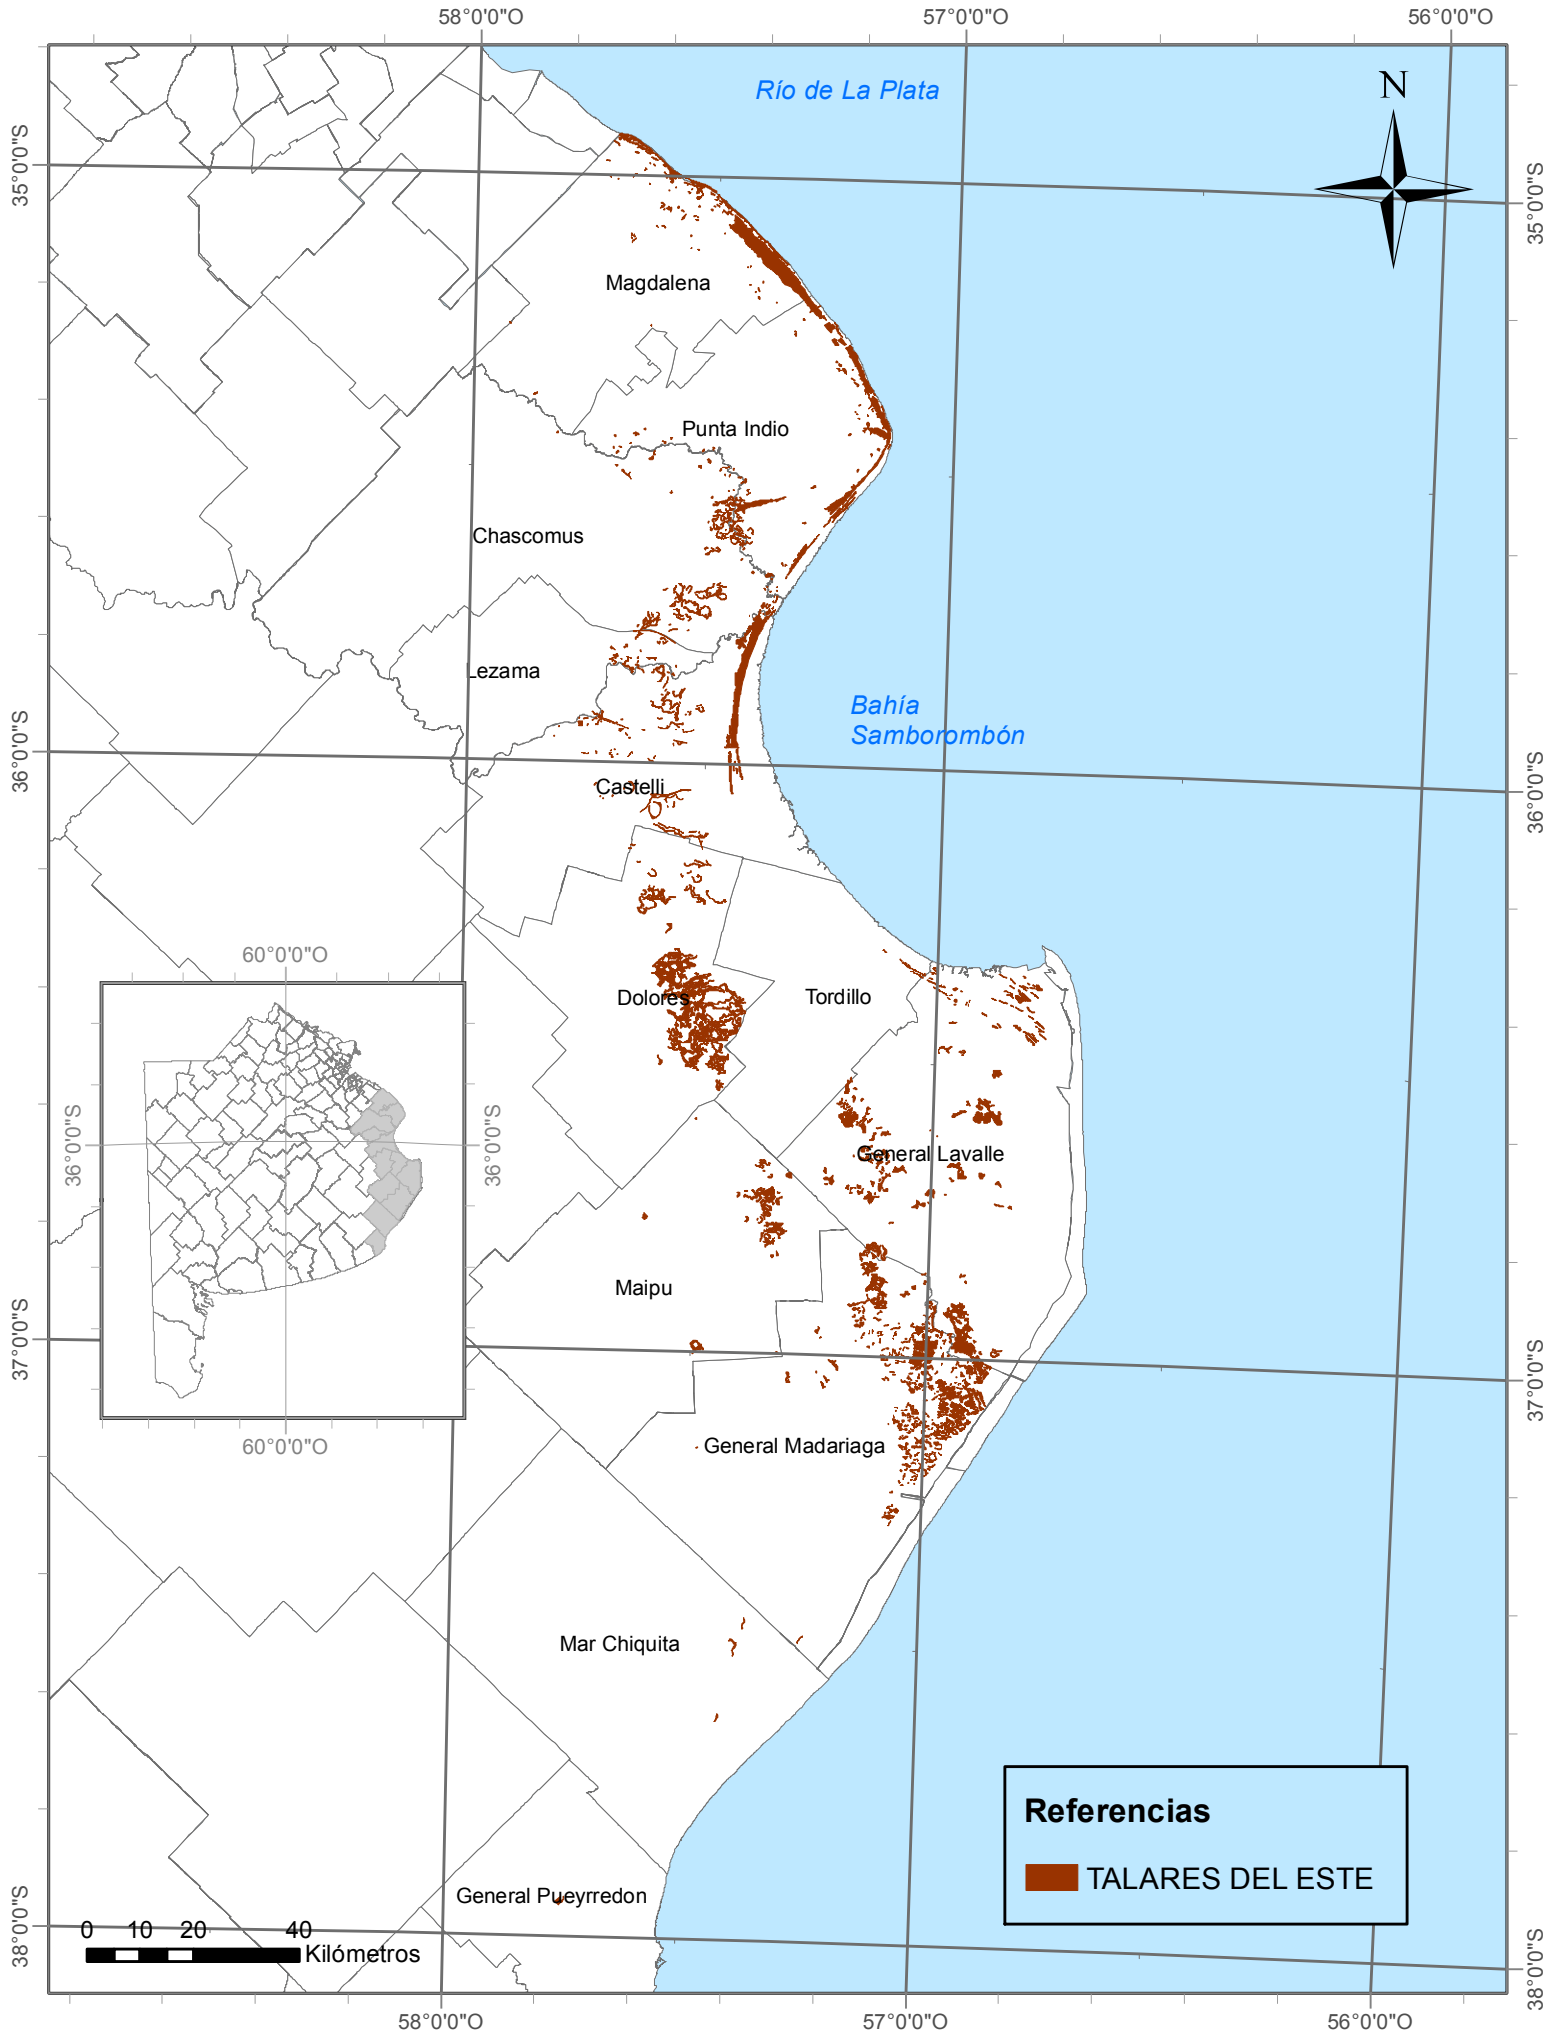 58°0'0"O
57°0'0"O
56°0'0"O
Río de La Plata
N
35°0'0"S
35°0'0"S
Magdalena
Punta Indio
Chascomus
Lezama
Bahía
Samborombón
36°0'0"S
36°0'0"S
Castelli
60°0'0"O
Dolores
Tordillo
36°0'0"S
36°0'0"S
General Lavalle
Maipu
37°0'0"S
37°0'0"S
60°0'0"O
General Madariaga
Mar Chiquita
Referencias
TALARES DEL ESTE
General Pueyrredon
38°0'0"S
38°0'0"S
0 10 20 40
Kilómetros
58°0'0"O
57°0'0"O
56°0'0"O